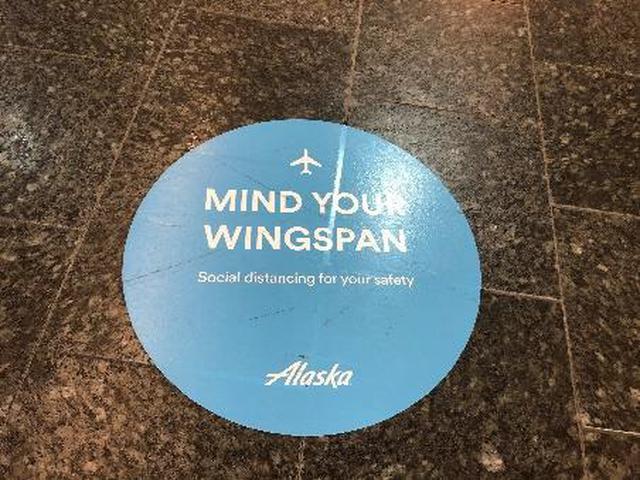 MIND YOUR
WINGSPAN
Social distancing for your safety
Alaska